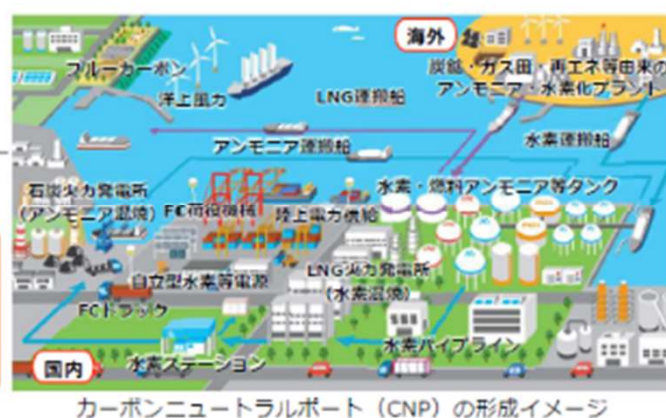 海外
ブルーカーボン
洋上風力
LNG運搬船
炭鉱・ガス田・再エネ等由来の
アンモニア・水素化プラント
アンモニア運搬船
水素運搬船
石炭火力発電所
(アンモニア混焼)
FC荷役機械
陸上電力供給
水素・燃料アンモニア等タンク
自立型水素等電源
LNG火力発電所
(水素混焼)
FCトラック
水素パイプライン
水素ステーション
国内
カーボンニュートラルポート（CNP）の形成イメージ